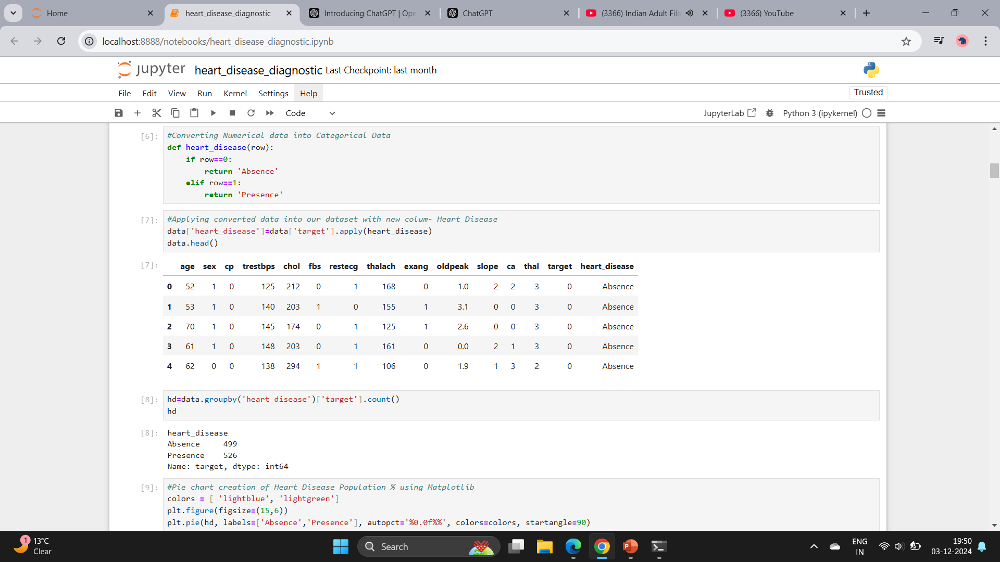 Home
heart_disease_diagnostic
Introducing ChatGPT | Ope
ChatGPT
(3366) Indian Adult Film
(3366) YouTube
localhost:8888/notebooks/heart_disease_diagnostic.ipynb
jupyter heart_disease_diagnostic Last Checkpoint: last month
File Edit View Run Kernel Settings Help
Trusted
Code
JupyterLab
Python 3 (ipykernel)
[6]: #Converting Numerical data into Categorical Data
def heart_disease(row):
    if row==0:
        return 'Absence'
    elif row==1:
        return 'Presence'
[7]: #Applying converted data into our dataset with new colum- Heart_Disease
data['heart_disease']=data['target'].apply(heart_disease)
data.head()
[7]: age sex cp trestbps chol fbs restecg thalach exang oldpeak slope ca thal target heart_disease
0 52 1 0 125 212 0 1 168 0 1.0 2 2 3 0 Absence
1 53 1 0 140 203 1 0 155 1 3.1 0 0 3 0 Absence
2 70 1 0 145 174 0 1 125 1 2.6 0 0 3 0 Absence
3 61 1 0 148 203 0 1 161 0 0.0 2 1 3 0 Absence
4 62 0 0 138 294 1 1 106 0 1.9 1 3 2 0 Absence
[8]: hd=data.groupby('heart_disease')['target'].count()
hd
[8]: heart_disease
Absence     499
Presence    526
Name: target, dtype: int64
[9]: #Pie chart creation of Heart Disease Population % using Matplotlib
colors = [ 'lightblue', 'lightgreen']
plt.figure(figsize=(15,6))
plt.pie(hd, labels=['Absence','Presence'], autopct='%0.0f%%', colors=colors, startangle=90)
1
13°C
Clear
Search
P
ENG
IN
19:50
03-12-2024